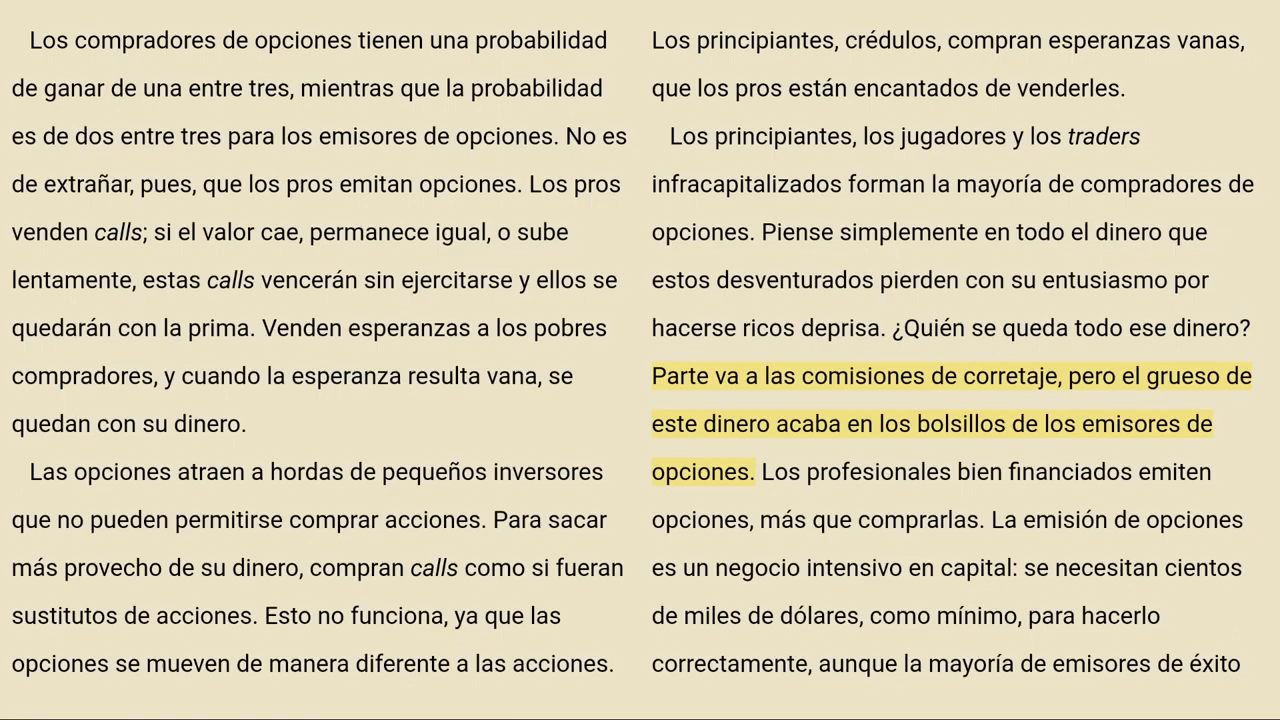 Los compradores de opciones tienen una probabilidad
de ganar de una entre tres, mientras que la probabilidad
es de dos entre tres para los emisores de opciones. No es
de extrañar, pues, que los pros emitan opciones. Los pros
venden calls; si el valor cae, permanece igual, o sube
lentamente, estas calls vencerán sin ejercitarse y ellos se
quedarán con la prima. Venden esperanzas a los pobres
compradores, y cuando la esperanza resulta vana, se
quedan con su dinero.
Las opciones atraen a hordas de pequeños inversores
que no pueden permitirse comprar acciones. Para sacar
más provecho de su dinero, compran calls como si fueran
sustitutos de acciones. Esto no funciona, ya que las
opciones se mueven de manera diferente a las acciones.
Los principiantes, crédulos, compran esperanzas vanas,
que los pros están encantados de venderles.
Los principiantes, los jugadores y los traders
infracapitalizados forman la mayoría de compradores de
opciones. Piense simplemente en todo el dinero que
estos desventurados pierden con su entusiasmo por
hacerse ricos deprisa. ¿Quién se queda todo ese dinero?
Parte va a las comisiones de corretaje, pero el grueso de
este dinero acaba en los bolsillos de los emisores de
opciones. Los profesionales bien financiados emiten
opciones, más que comprarlas. La emisión de opciones
es un negocio intensivo en capital: se necesitan cientos
de miles de dólares, como mínimo, para hacerlo
correctamente, aunque la mayoría de emisores de éxito